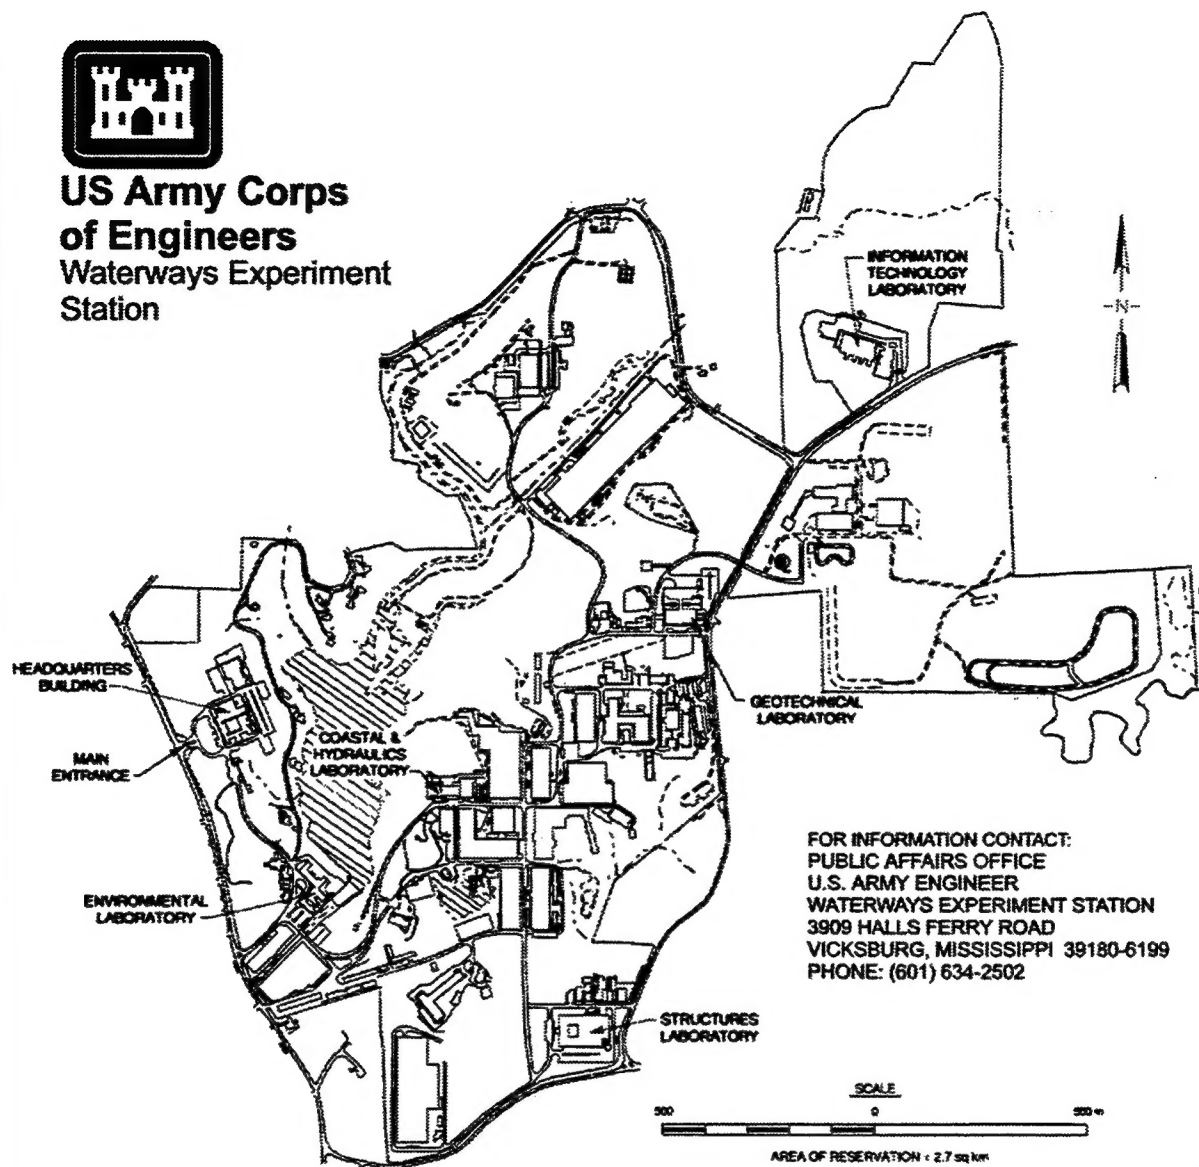 US Army Corps
of Engineers
Waterways Experiment
Station
INFORMATION
TECHNOLOGY
LABORATORY
N
HEADQUARTERS
BUILDING
MAIN
ENTRANCE
COASTAL &
HYDRAULICS
LABORATORY
GEOTECHNICAL
LABORATORY
ENVIRONMENTAL
LABORATORY
STRUCTURES
LABORATORY
FOR INFORMATION CONTACT:
PUBLIC AFFAIRS OFFICE
U.S. ARMY ENGINEER
WATERWAYS EXPERIMENT STATION
3909 HALLS FERRY ROAD
VICKSBURG, MISSISSIPPI 39180-6199
PHONE: (601) 634-2502
SCALE
500 0 500 m
AREA OF RESERVATION : 2.7 sq km